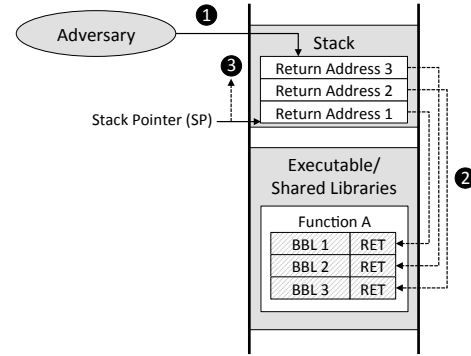 Adversary
1
Stack
Return Address 3
Return Address 2
Return Address 1
3
Stack Pointer (SP)
2
Executable/
Shared Libraries
Function A
BBL 1 RET
BBL 2 RET
BBL 3 RET